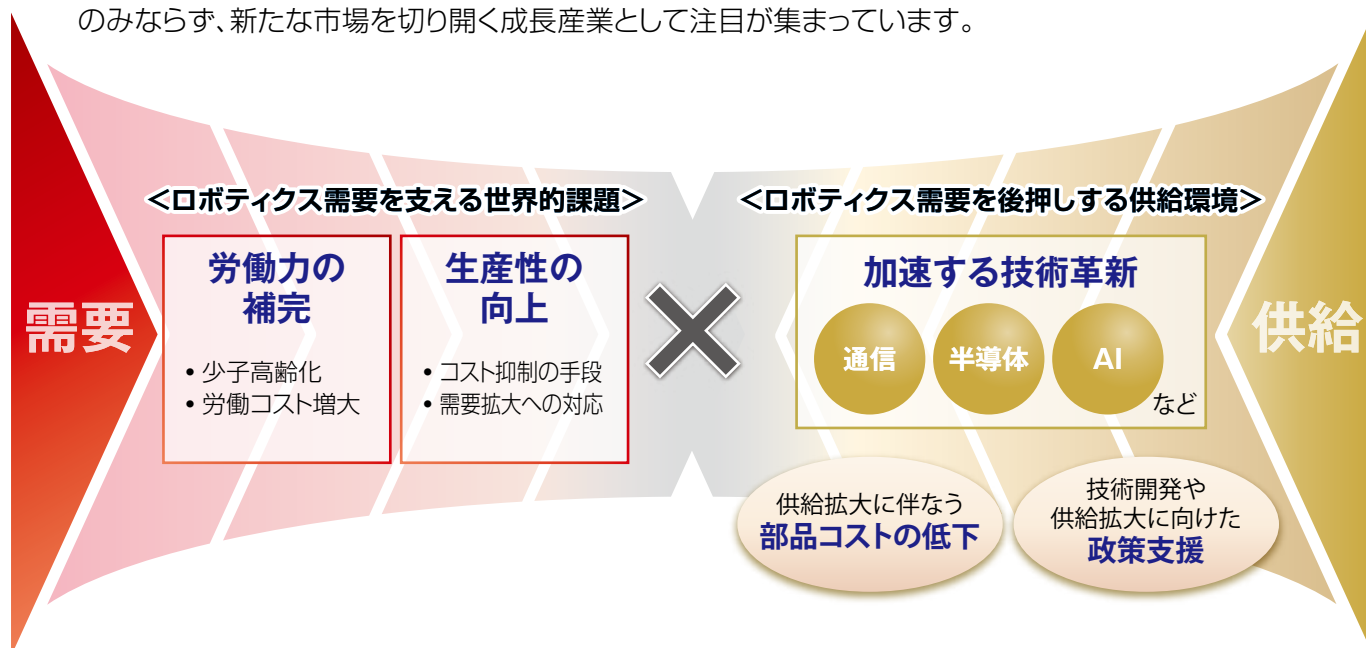 のみならず、新たな市場を切り開く成長産業として注目が集まっています。
需要
<ロボティクス需要を支える世界的課題>
労働力の
補完
• 少子高齢化
• 労働コスト増大
生産性の
向上
• コスト抑制の手段
• 需要拡大への対応
<ロボティクス需要を後押しする供給環境>
加速する技術革新
通信
半導体
AI
など
供給拡大に伴なう
部品コストの低下
技術開発や
供給拡大に向けた
政策支援
供給